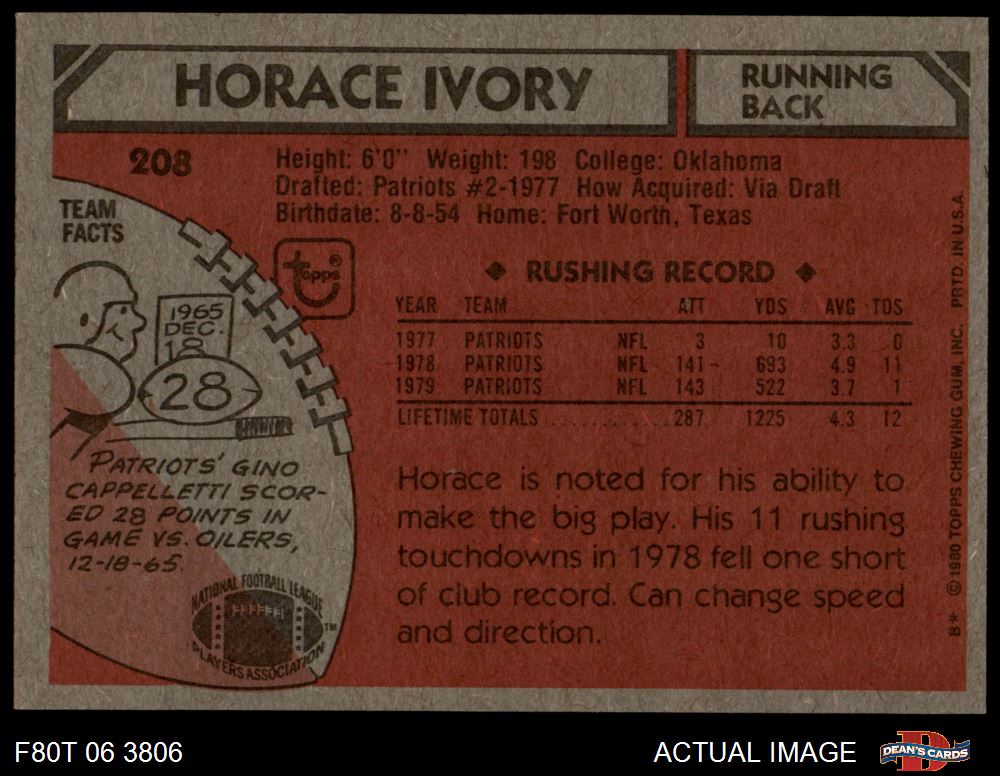 HORACE IVORY
RUNNING
BACK
208
Height: 6'0" Weight: 198 College: Oklahoma
Drafted: Patriots #2-1977 How Acquired: Via Draft
Birthdate: 8-8-54 Home: Fort Worth, Texas
TEAM
FACTS
topps ®
1965
DEC.
18
28
PATRIOTS' GINO
CAPPELLETTI SCOR-
ED 28 POINTS IN
GAME VS. OILERS,
12-18-65.
NATIONAL FOOTBALL LEAGUE
PLAYERS ASSOCIATION
TM
◆ RUSHING RECORD ◆
YEAR TEAM ATT YDS AVG TDS
1977 PATRIOTS NFL 3 10 3.3 0
1978 PATRIOTS NFL 141 693 4.9 11
1979 PATRIOTS NFL 143 522 3.7 1
LIFETIME TOTALS ............ 287 1225 4.3 12
Horace is noted for his ability to
make the big play. His 11 rushing
touchdowns in 1978 fell one short
of club record. Can change speed
and direction.
B* © 1980 TOPPS CHEWING GUM, INC. PRTD. IN U.S.A.
F80T 06 3806
ACTUAL IMAGE
D
DEAN'S CARDS